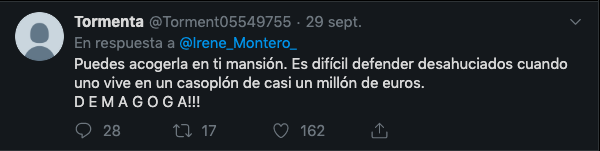 Tormenta @Torment05549755 · 29 sept.
En respuesta a @Irene_Montero_
Puedes acogerla en ti mansión. Es difícil defender desahuciados cuando
uno vive en un casoplón de casi un millón de euros.
D E M A G O G A!!!
28 17 162